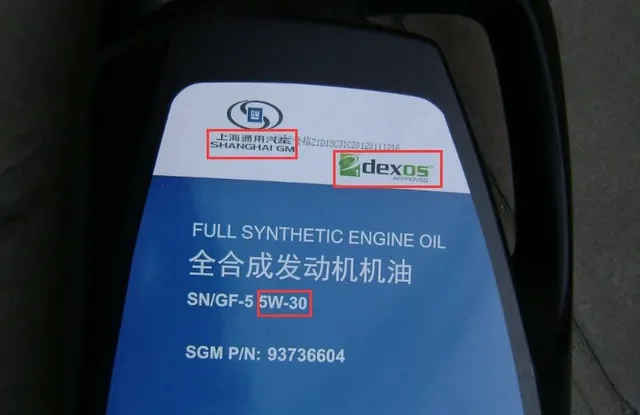 GM
上海通用汽车
SHANGHAI GM
dexos
APPROVED
FULL SYNTHETIC ENGINE OIL
全合成发动机机油
SN/GF-5 5W-30
SGM P/N: 93736604